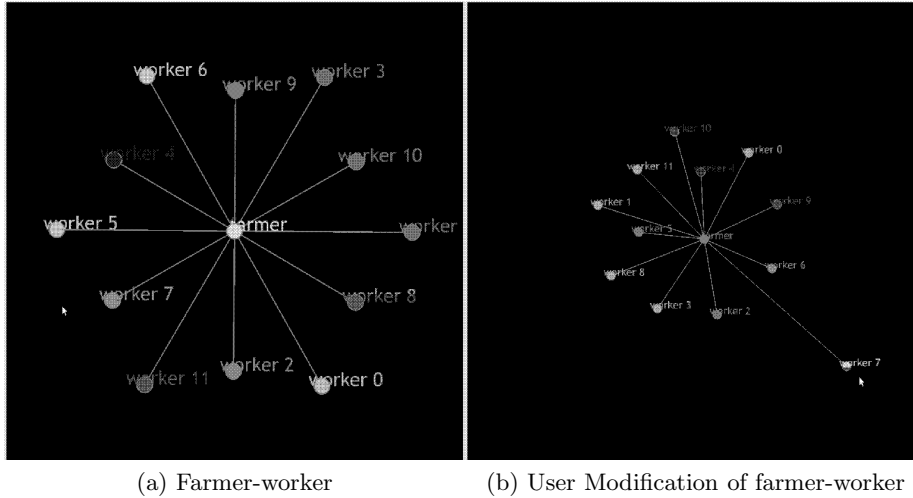 worker 6
worker 9
worker 3
worker 4
worker 10
worker 5
farmer
worker
worker 7
worker 8
worker 11
worker 2
worker 0
worker 10
worker 0
worker 11
worker 4
worker 1
worker 9
worker 5
farmer
worker 8
worker 6
worker 3
worker 2
worker 7
(a) Farmer-worker
(b) User Modification of farmer-worker